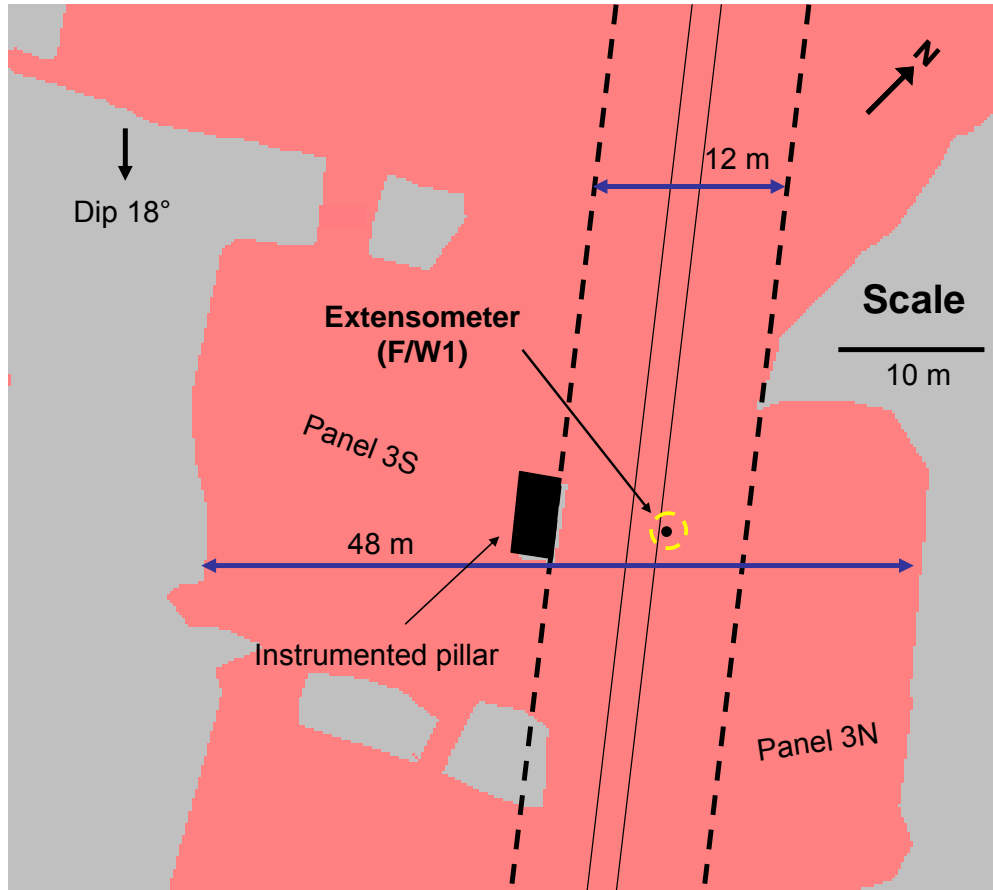 N
12 m
Dip 18°
Scale
10 m
Extensometer
(F/W1)
Panel 3S
48 m
Instrumented pillar
Panel 3N